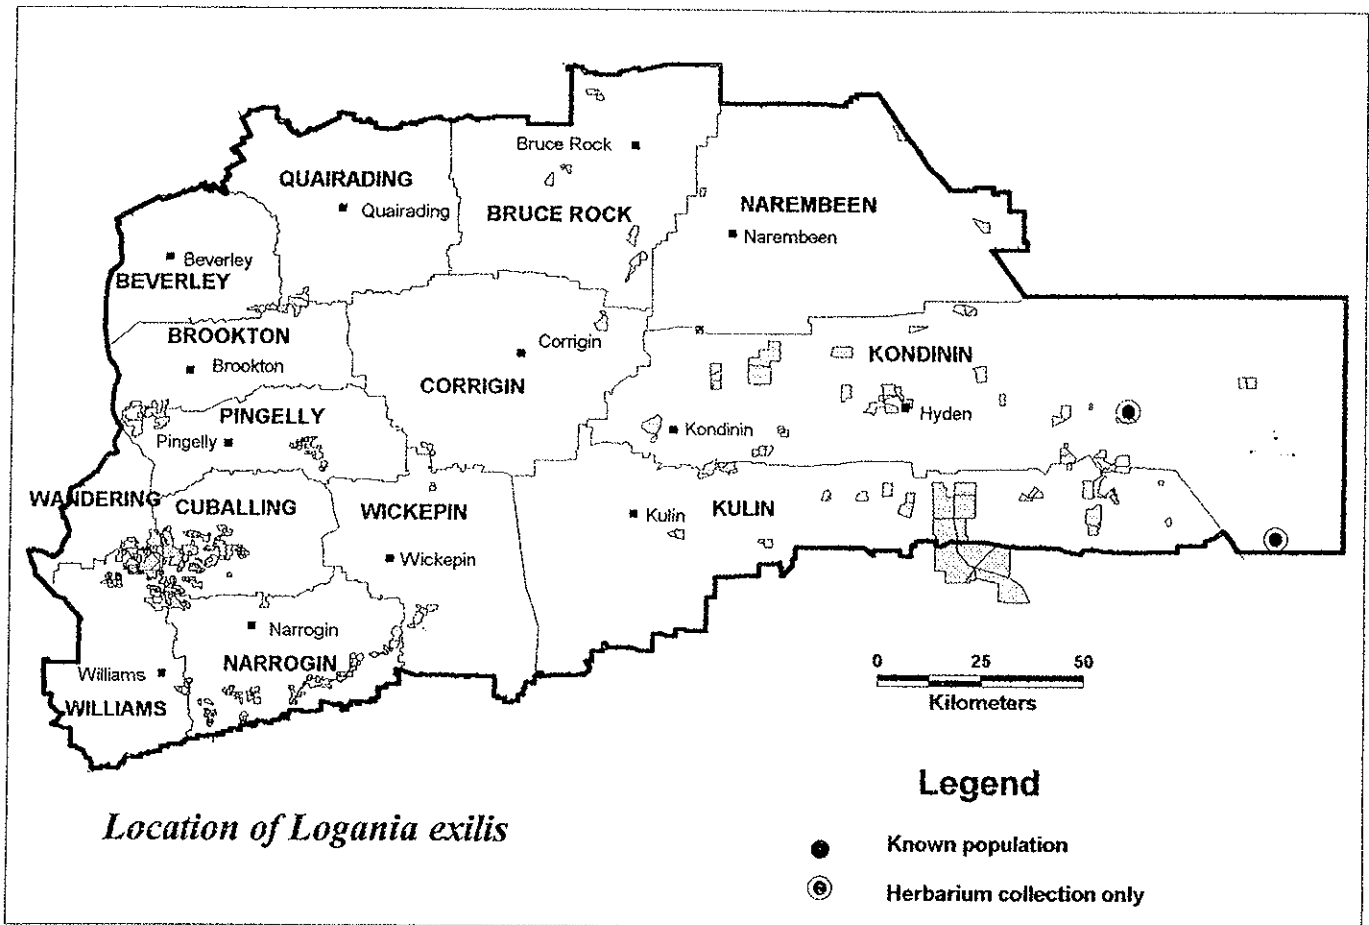 Bruce Rock
QUAIRADING
Quairading
BRUCE ROCK
NAREMBEEN
Narembeen
Beverley
BEVERLEY
BROOKTON
Brookton
Corrigin
CORRIGIN
KONDININ
Hyden
PINGELLY
Pingelly
Kondinin
WANDERING
CUBALLING
WICKEPIN
Wickepin
Kulin
KULIN
Narrogin
NARROGIN
Williams
WILLIAMS
0 25 50
Kilometers
Legend
Location of Logania exilis
Known population
Herbarium collection only